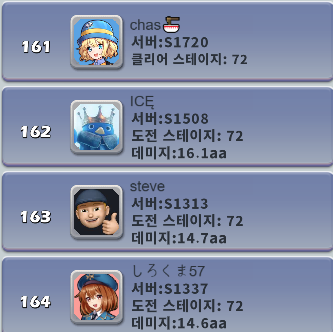 161
chas🍜
서버:S1720
클리어 스테이지: 72
162
ICĘ
서버:S1508
도전 스테이지: 72
데미지:16.1aa
163
steve
서버:S1313
도전 스테이지: 72
데미지:14.7aa
164
しろくま57
서버:S1337
도전 스테이지: 72
데미지:14.6aa